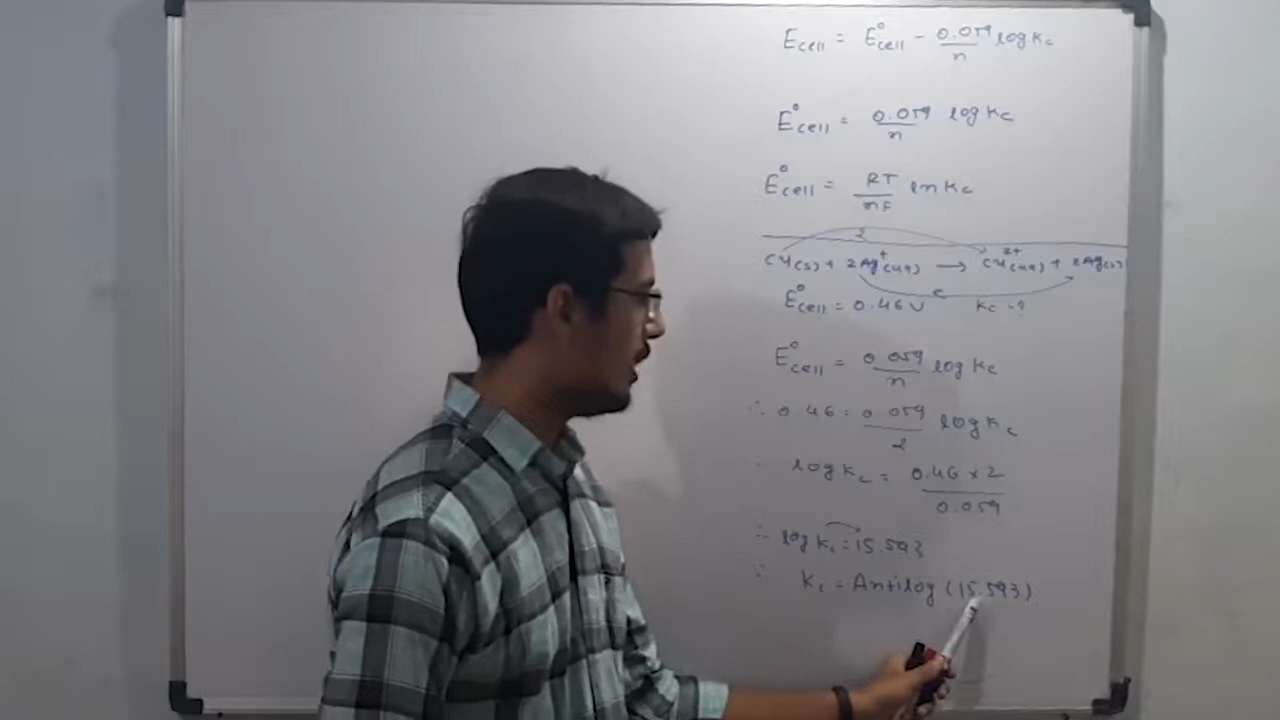 E cell = E°cell - 0.059/n log Kc
E°cell = 0.059/n log Kc
E°cell = RT/nF ln Kc
2
Cu(s) + 2Ag+(aq) → Cu2+(aq) + 2Ag(s)
E°cell = 0.46 V Kc = ?
E°cell = 0.059/n log Kc
∴ 0.46 = 0.059/2 log Kc
∴ log Kc = 0.46 × 2/0.059
∴ log Kc = 15.593
∴ Kc = Antilog (15.593)